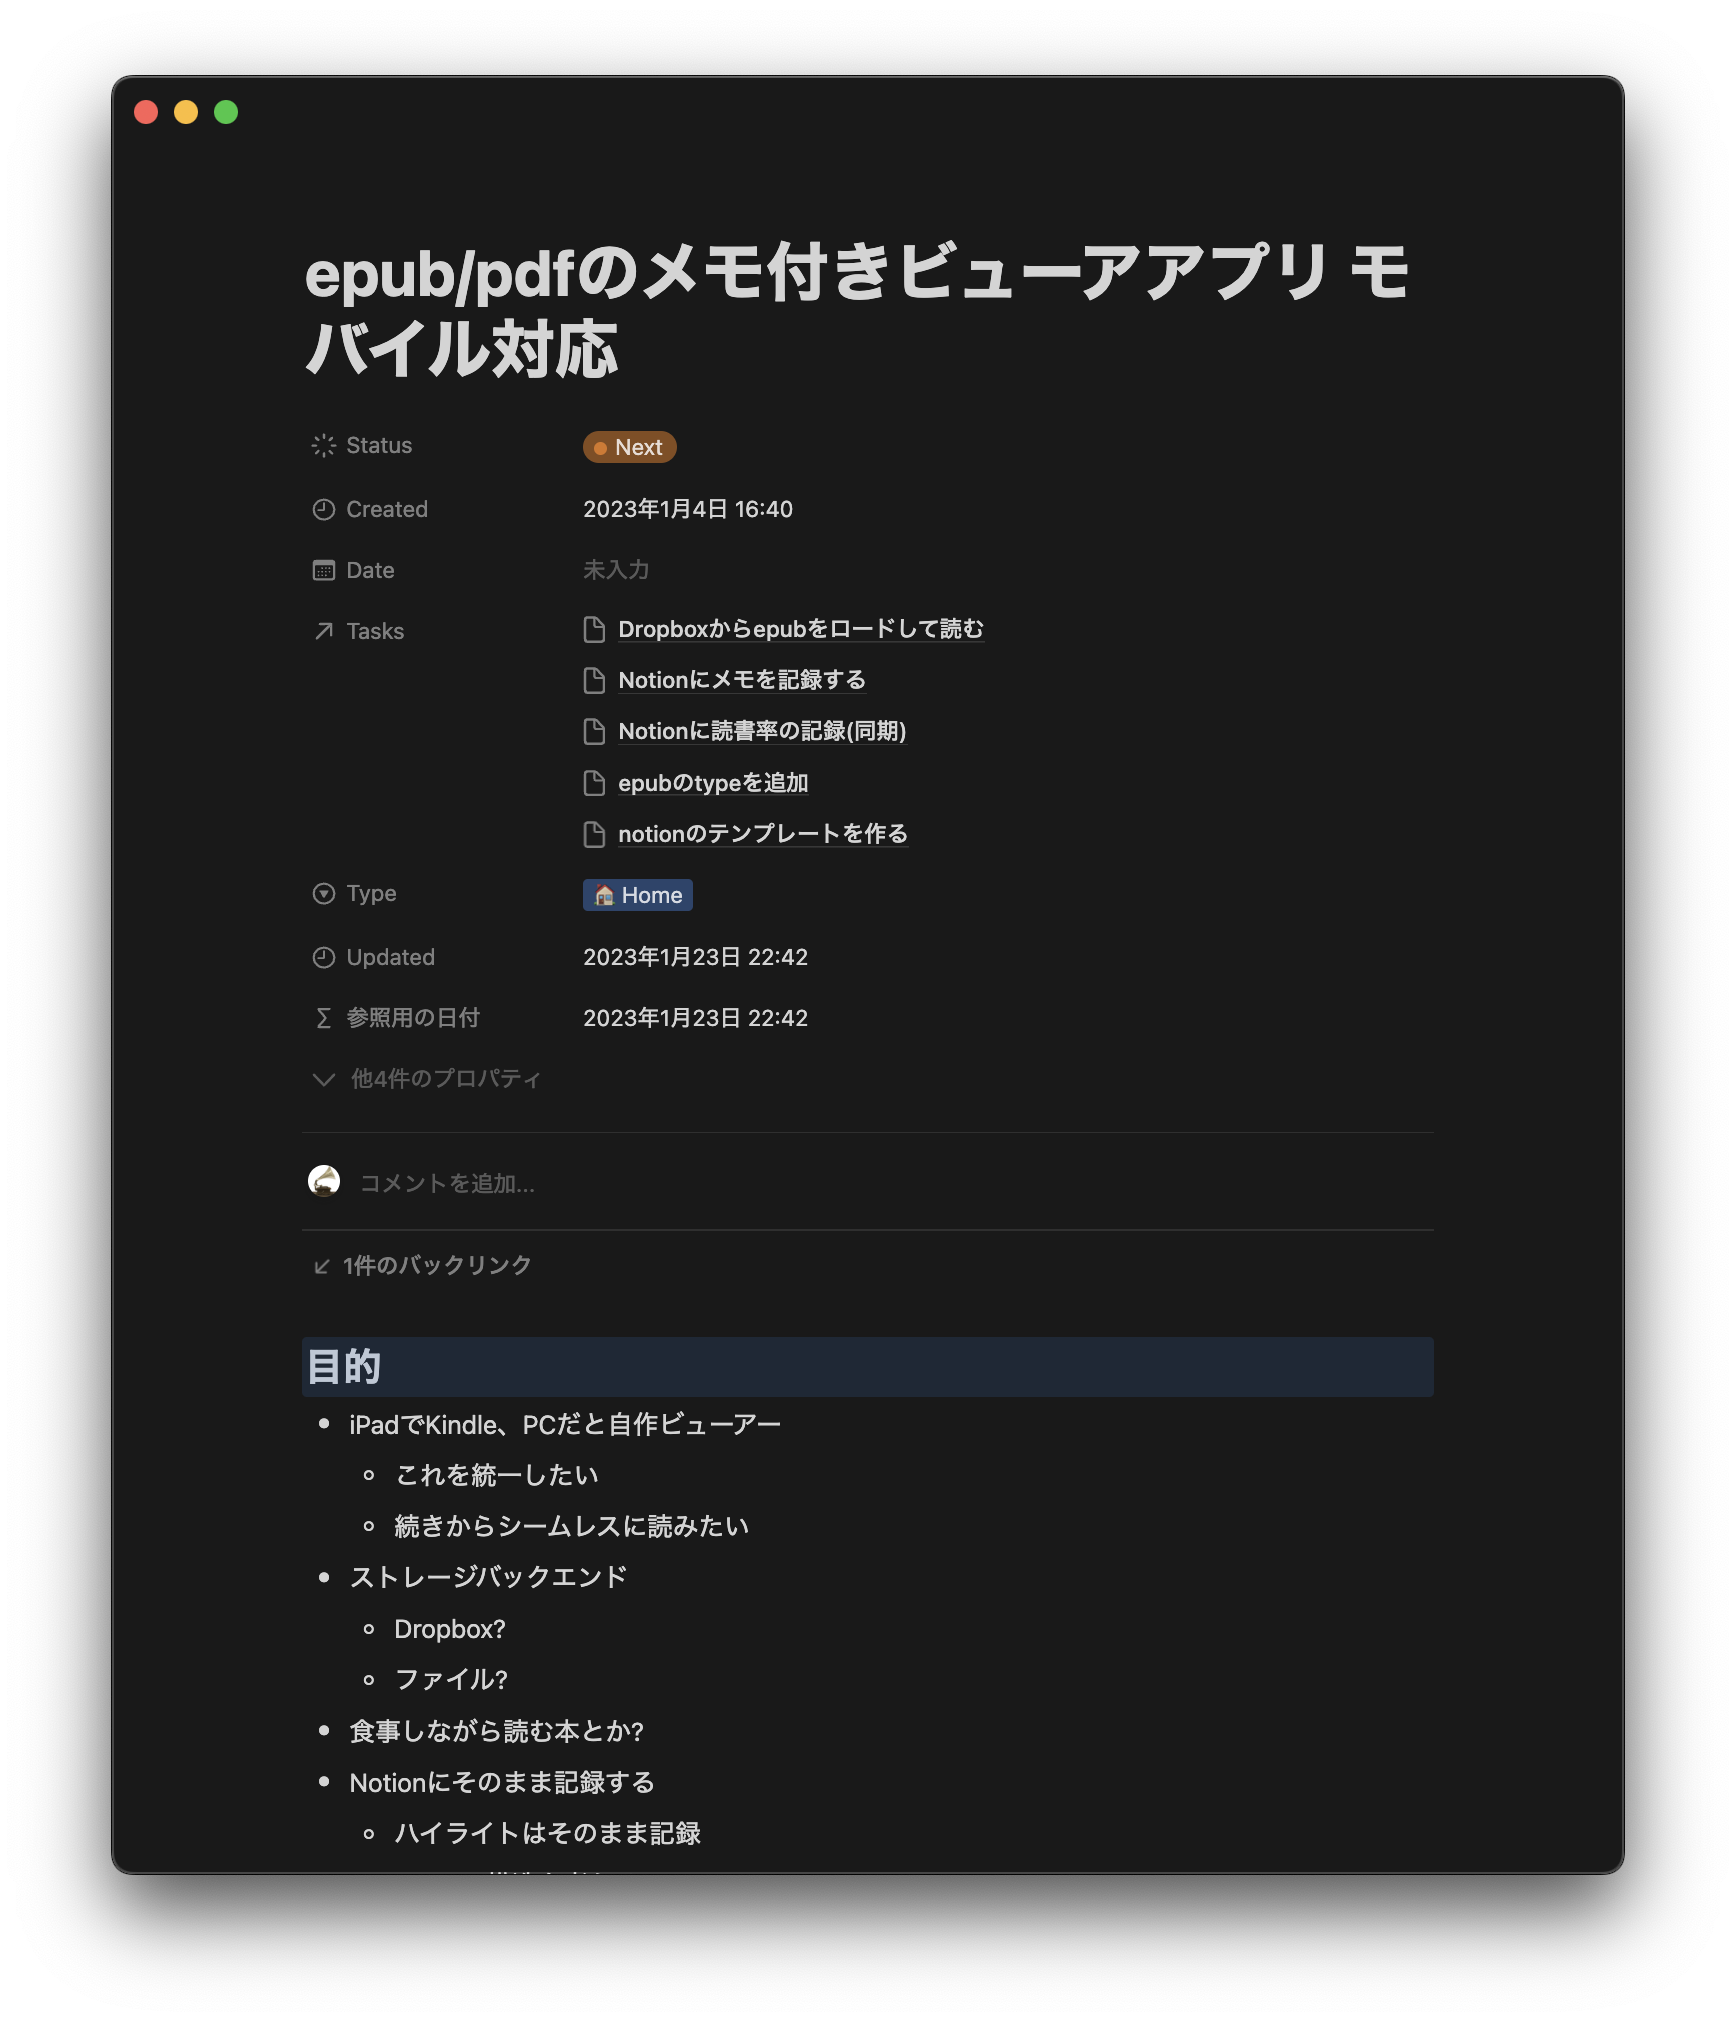 epub/pdfのメモ付きビューアアプリ モ
バイル対応
Status Next
Created 2023年1月4日 16:40
Date 未入力
Tasks Dropboxからepubをロードして読む
Notionにメモを記録する
Notionに読書率の記録(同期)
epubのtypeを追加
notionのテンプレートを作る
Type Home
Updated 2023年1月23日 22:42
参照用の日付 2023年1月23日 22:42
他4件のプロパティ
コメントを追加...
1件のバックリンク
目的
iPadでKindle、PCだと自作ビューアー
これを統一したい
続きからシームレスに読みたい
ストレージバックエンド
Dropbox?
ファイル?
食事しながら読む本とか?
Notionにそのまま記録する
ハイライトはそのまま記録